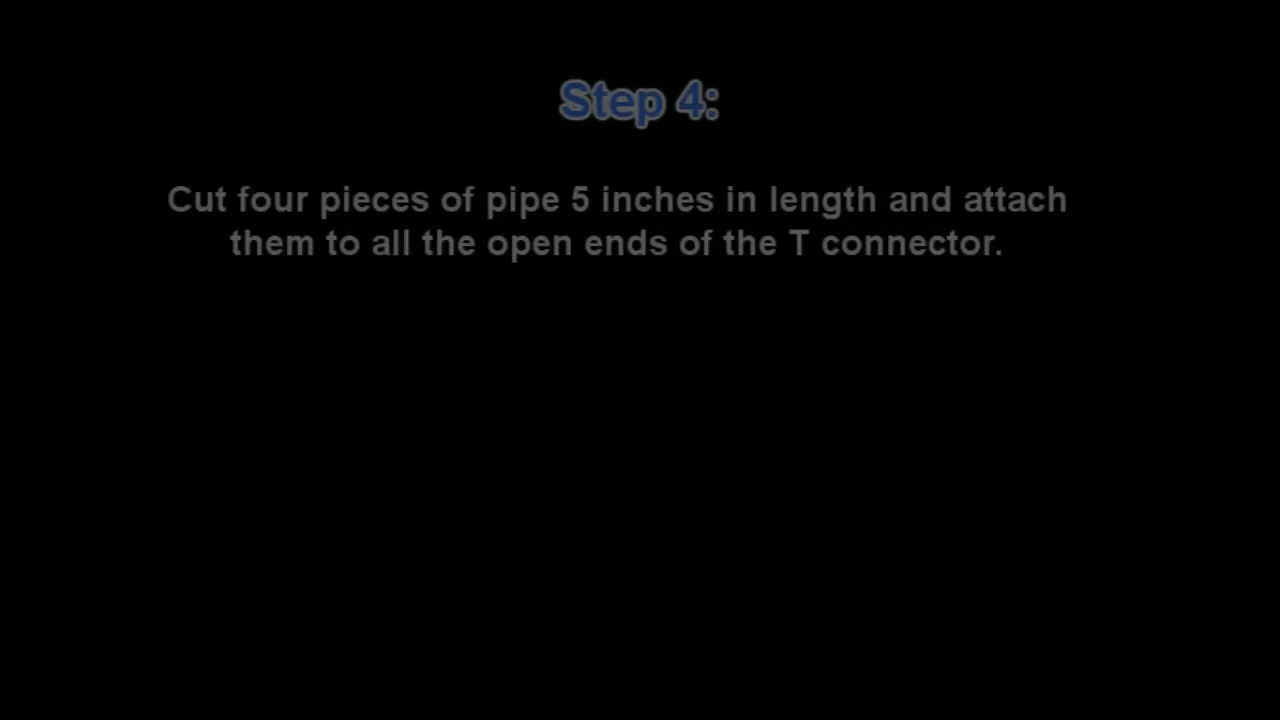 Step 4:
Cut four pieces of pipe 5 inches in length and attach
them to all the open ends of the T connector.